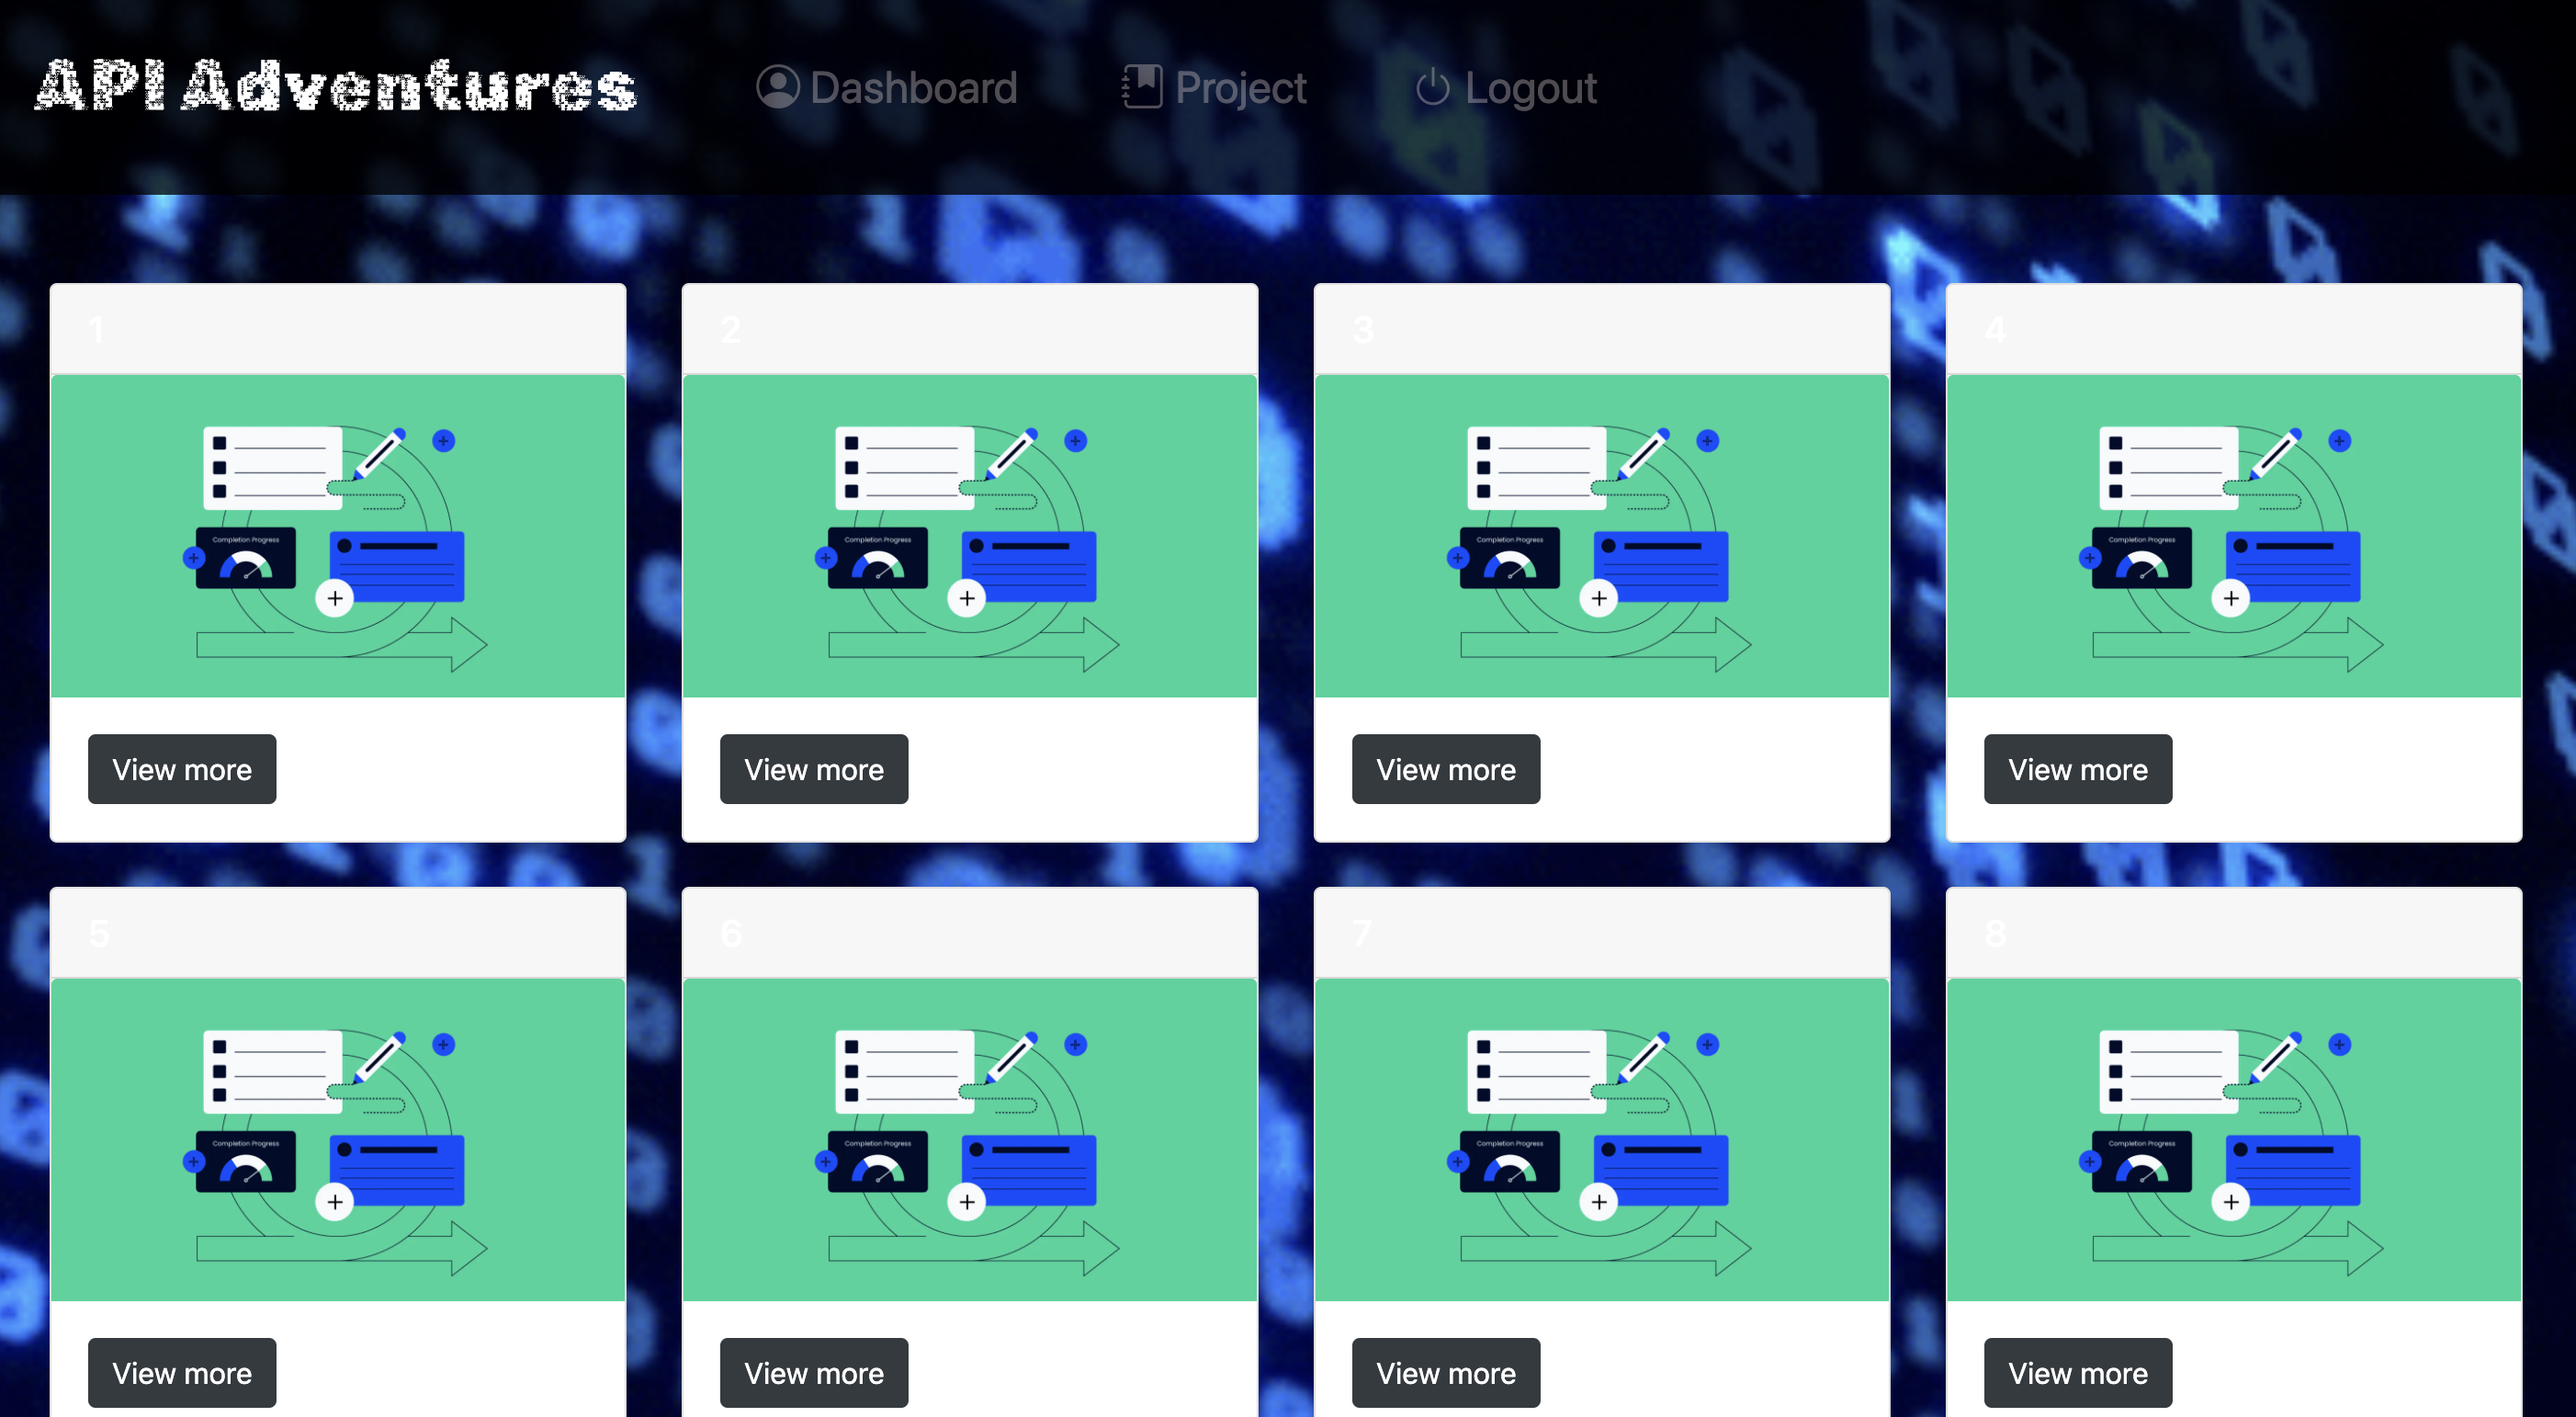 API Adventures
Dashboard
Project
Logout
1
2
3
4
Completion Progress
Completion Progress
Completion Progress
Completion Progress
View more
View more
View more
View more
5
6
7
8
Completion Progress
Completion Progress
Completion Progress
Completion Progress
View more
View more
View more
View more